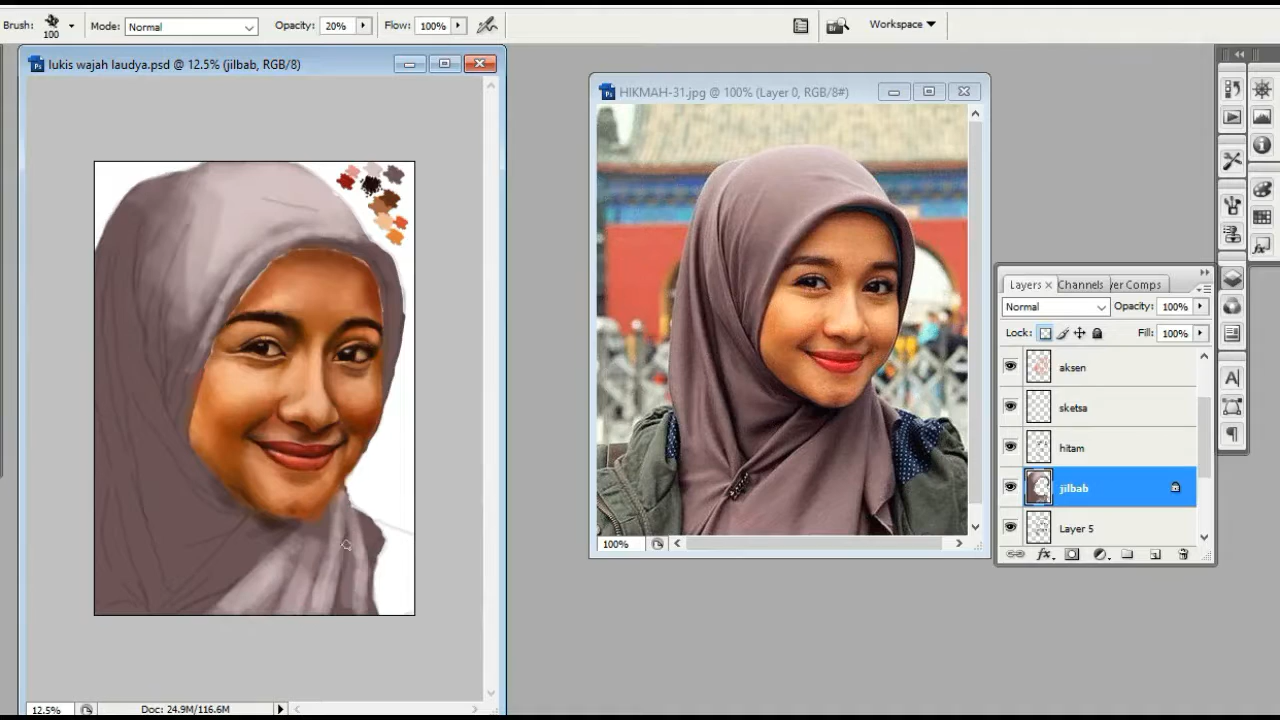 Brush: 100 Mode: Normal Opacity: 20% Flow: 100% Workspace
lukis wajah laudya.psd @ 12.5% (jilbab, RGB/8)
HIKMAH-31.jpg @ 100% (Layer 0, RGB/8#)
Layers Channels yer Comps
Normal Opacity: 100%
Lock: Fill: 100%
aksen
sketsa
hitam
jilbab
Layer 5
100%
12.5% Doc: 24.9M/116.6M